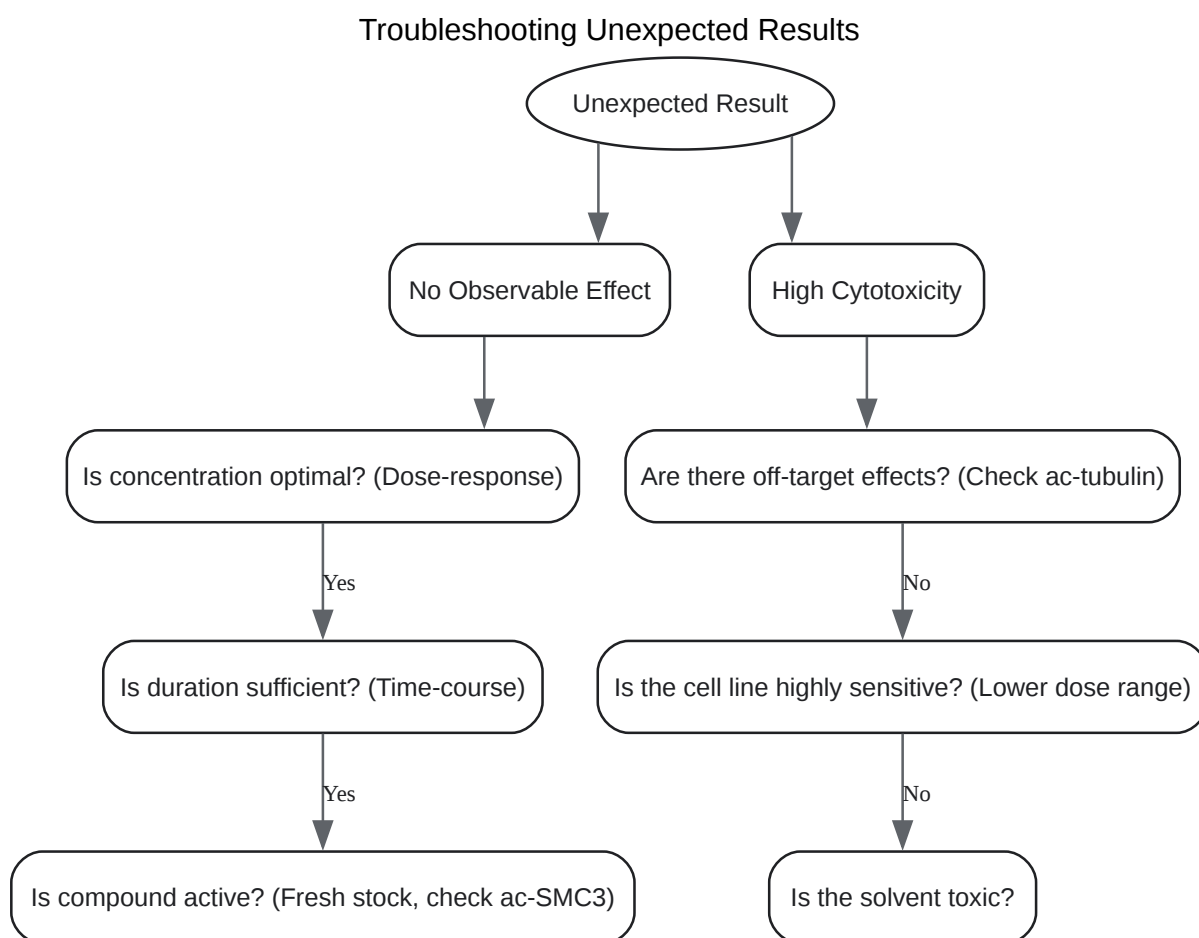 Troubleshooting Unexpected Results
Unexpected Result
No Observable Effect
High Cytotoxicity
Is concentration optimal? (Dose-response)
Are there off-target effects? (Check ac-tubulin)
Yes
No
Is duration sufficient? (Time-course)
Is the cell line highly sensitive? (Lower dose range)
Yes
No
Is compound active? (Fresh stock, check ac-SMC3)
Is the solvent toxic?